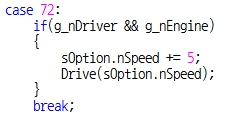 case 72:
    if(g_nDriver && g_nEngine)
    {
        sOption.nSpeed += 5;
        Drive(sOption.nSpeed);
    }
    break;